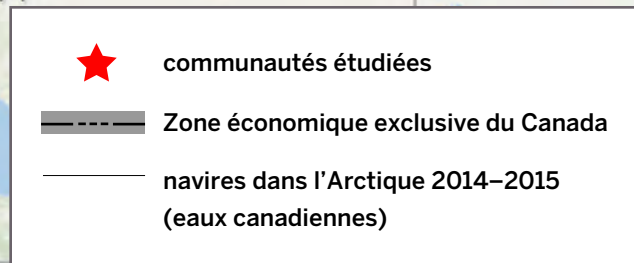 communautés étudiées
Zone économique exclusive du Canada
navires dans l'Arctique 2014–2015
(eaux canadiennes)